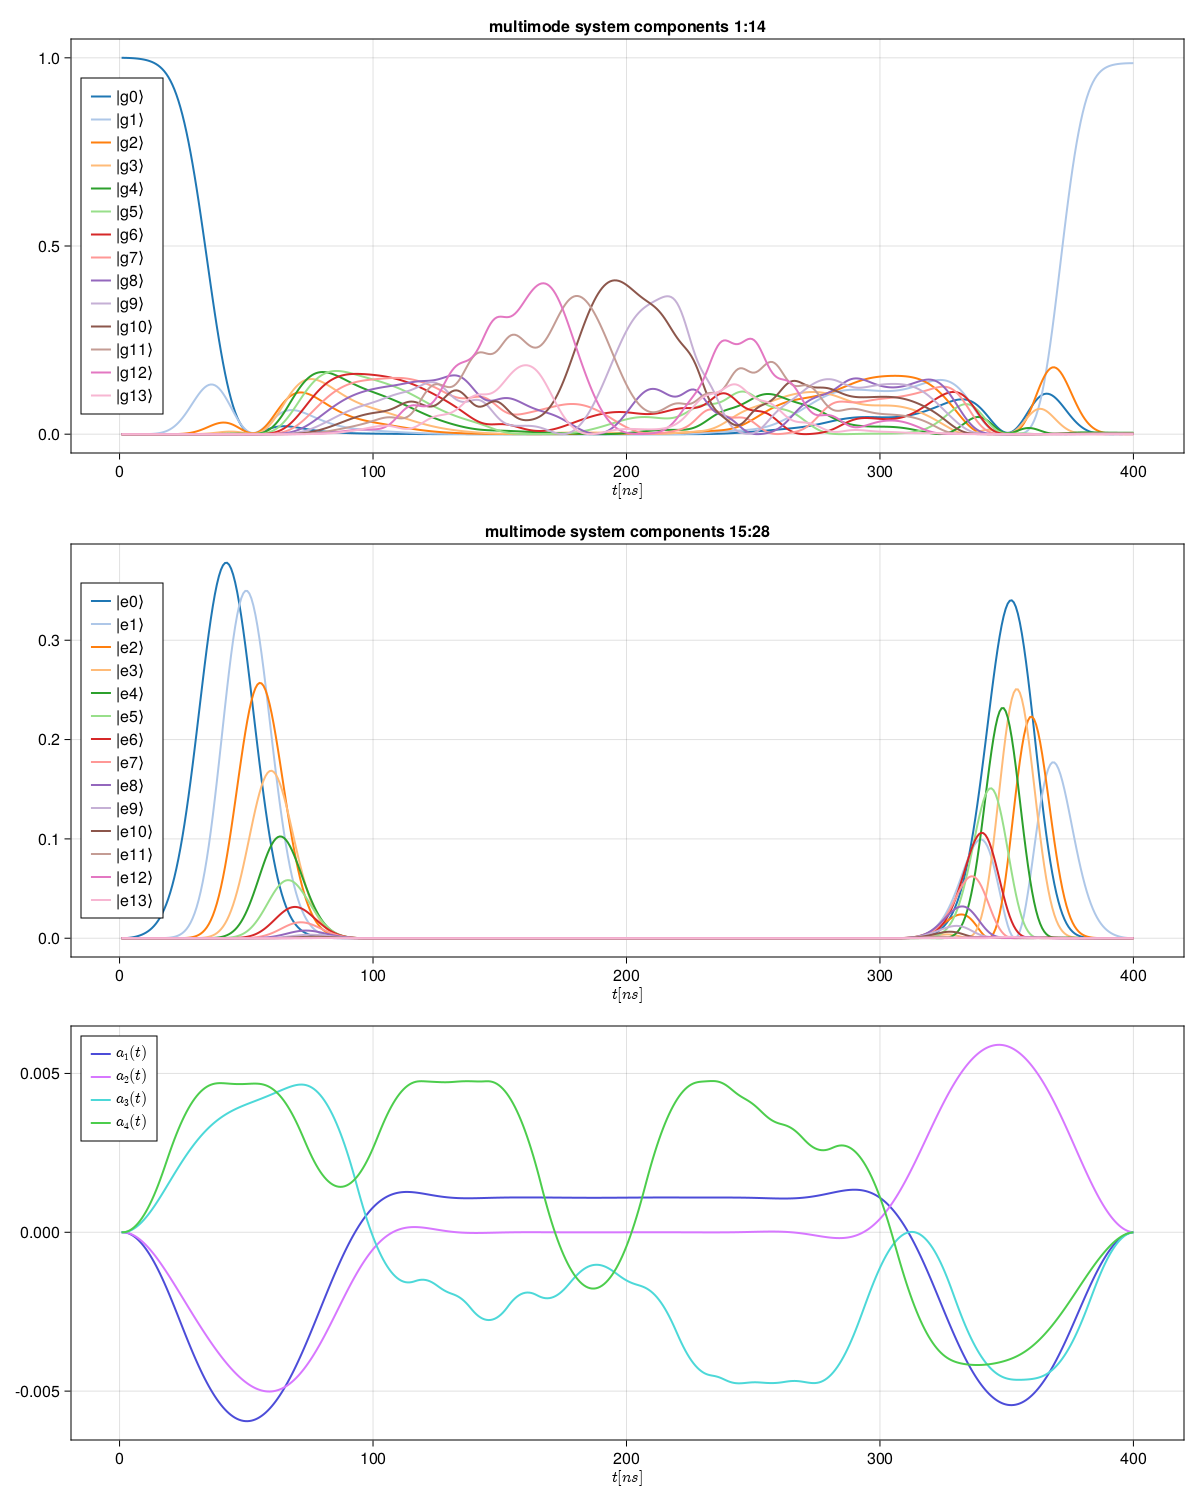 multimode system components 1:14
1.0
0.5
0.0
|g0⟩
|g1⟩
|g2⟩
|g3⟩
|g4⟩
|g5⟩
|g6⟩
|g7⟩
|g8⟩
|g9⟩
|g10⟩
|g11⟩
|g12⟩
|g13⟩
0 100 200 300 400
t[ns]
multimode system components 15:28
0.3
0.2
0.1
0.0
|e0⟩
|e1⟩
|e2⟩
|e3⟩
|e4⟩
|e5⟩
|e6⟩
|e7⟩
|e8⟩
|e9⟩
|e10⟩
|e11⟩
|e12⟩
|e13⟩
0 100 200 300 400
t[ns]
0.005
0.000
-0.005
a₁(t)
a₂(t)
a₃(t)
a₄(t)
0 100 200 300 400
t[ns]